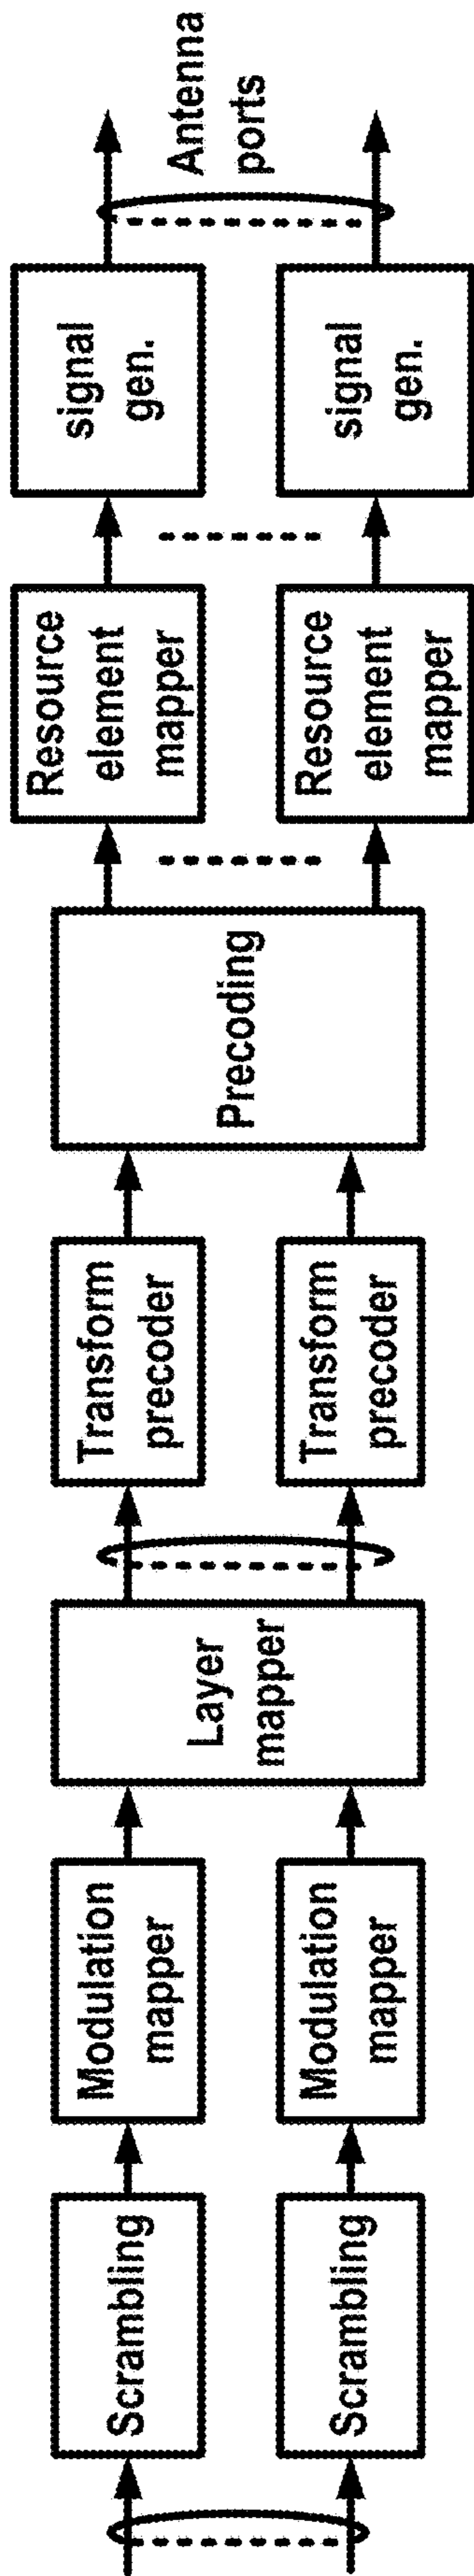 Scrambling
Scrambling
Modulation
mapper
Modulation
mapper
Layer
mapper
Transform
precoder
Transform
precoder
Precoding
Resource
element
mapper
Resource
element
mapper
signal
gen.
signal
gen.
Antenna
ports